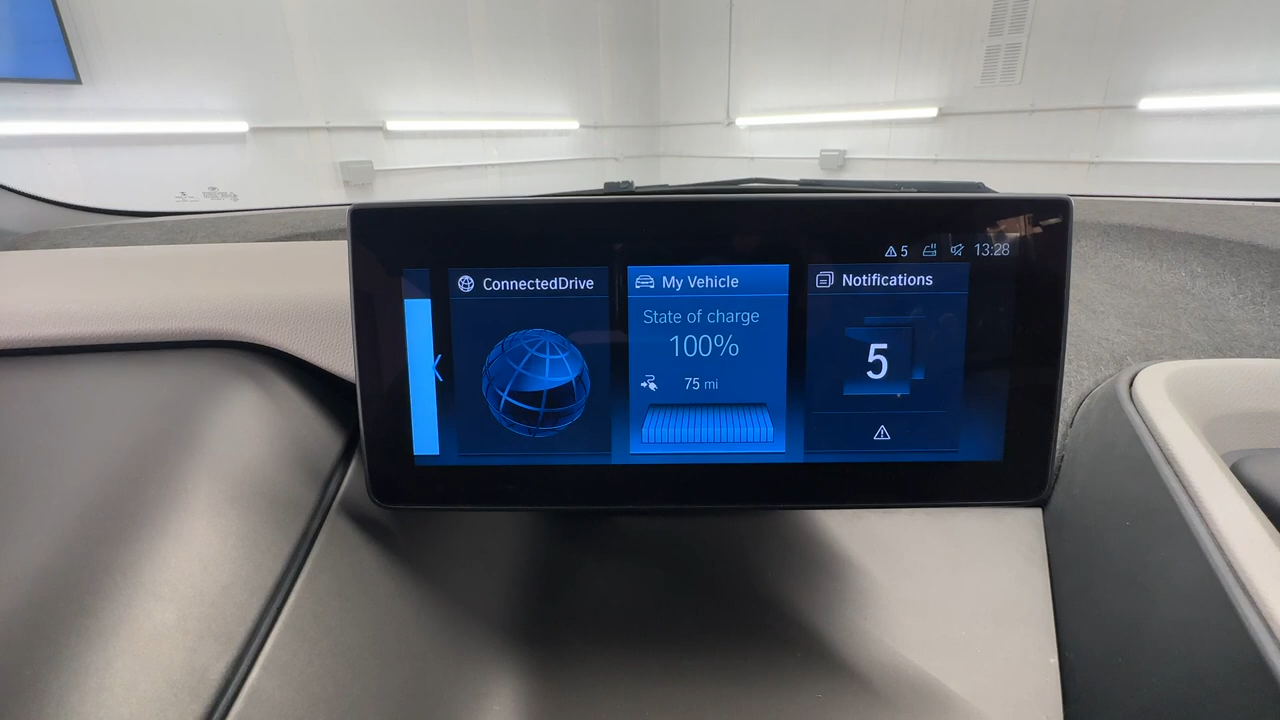 5 13:28
ConnectedDrive
My Vehicle
State of charge
100%
75 mi
Notifications
5